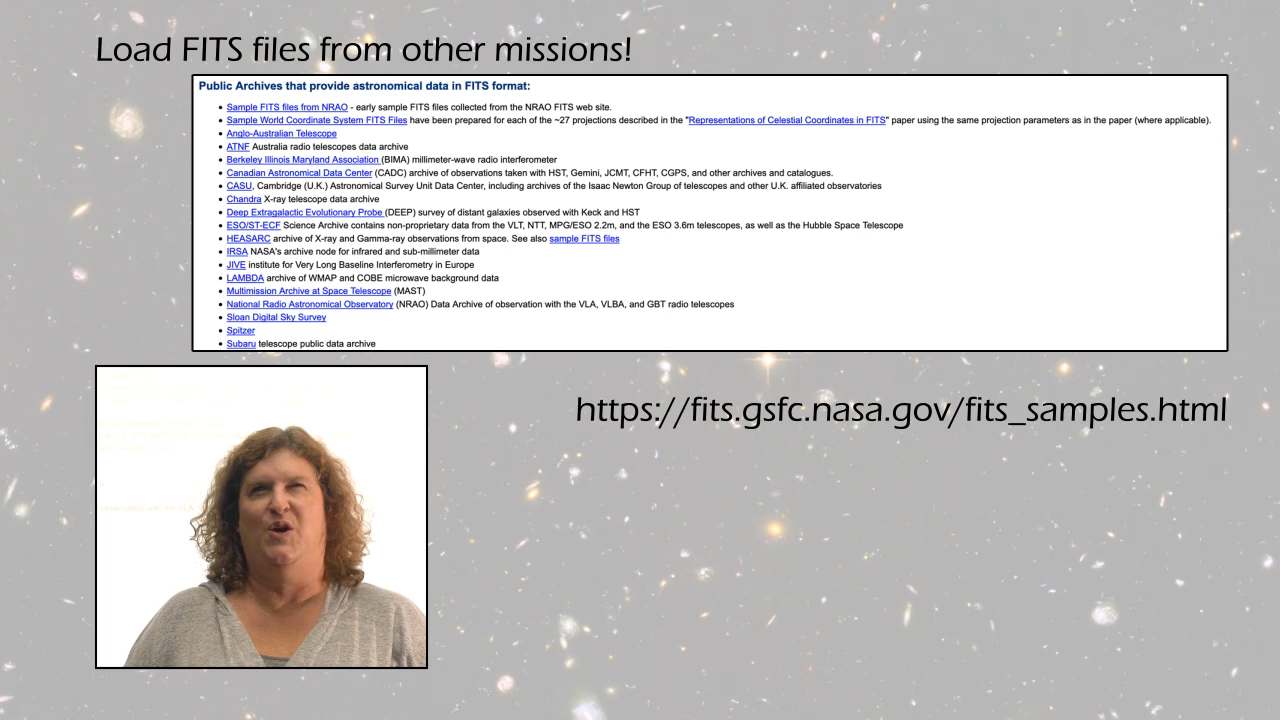 Load FITS files from other missions!
Public Archives that provide astronomical data in FITS format:
• Sample FITS files from NRAO - early sample FITS files collected from the NRAO FITS web site.
• Sample World Coordinate System FITS Files have been prepared for each of the ~27 projections described in the "Representations of Celestial Coordinates in FITS" paper using the same projection parameters as in the paper (where applicable).
• Anglo-Australian Telescope
• ATNF Australia radio telescopes data archive
• Berkeley Illinois Maryland Association (BIMA) millimeter-wave radio interferometer
• Canadian Astronomical Data Center (CADC) archive of observations taken with HST, Gemini, JCMT, CFHT, CGPS, and other archives and catalogues.
• CASU, Cambridge (U.K.) Astronomical Survey Unit Data Center, including archives of the Isaac Newton Group of telescopes and other U.K. affiliated observatories
• Chandra X-ray telescope data archive
• Deep Extragalactic Evolutionary Probe (DEEP) survey of distant galaxies observed with Keck and HST
• ESO/ST-ECF Science Archive contains non-proprietary data from the VLT, NTT, MPG/ESO 2.2m, and the ESO 3.6m telescopes, as well as the Hubble Space Telescope
• HEASARC archive of X-ray and Gamma-ray observations from space. See also sample FITS files
• IRSA NASA's archive node for infrared and sub-millimeter data
• JIVE institute for Very Long Baseline Interferometry in Europe
• LAMBDA archive of WMAP and COBE microwave background data
• Multimission Archive at Space Telescope (MAST)
• National Radio Astronomical Observatory (NRAO) Data Archive of observation with the VLA, VLBA, and GBT radio telescopes
• Sloan Digital Sky Survey
• Spitzer
• Subaru telescope public data archive
https://fits.gsfc.nasa.gov/fits_samples.html